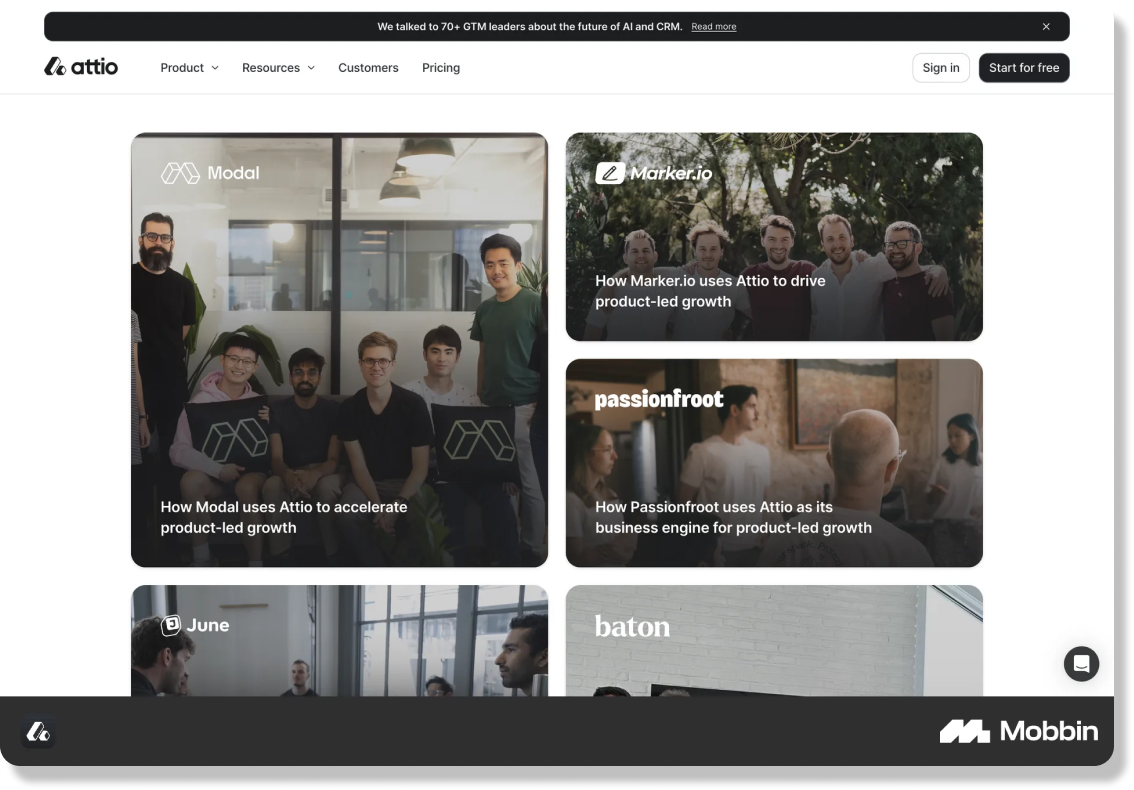 We talked to 70+ GTM leaders about the future of AI and CRM. Read more
attio
Product
Resources
Customers
Pricing
Sign in
Start for free
Modal
How Modal uses Attio to accelerate
product-led growth
Marker.io
How Marker.io uses Attio to drive
product-led growth
passionfroot
How Passionfroot uses Attio as its
business engine for product-led growth
June
baton
Mobbin